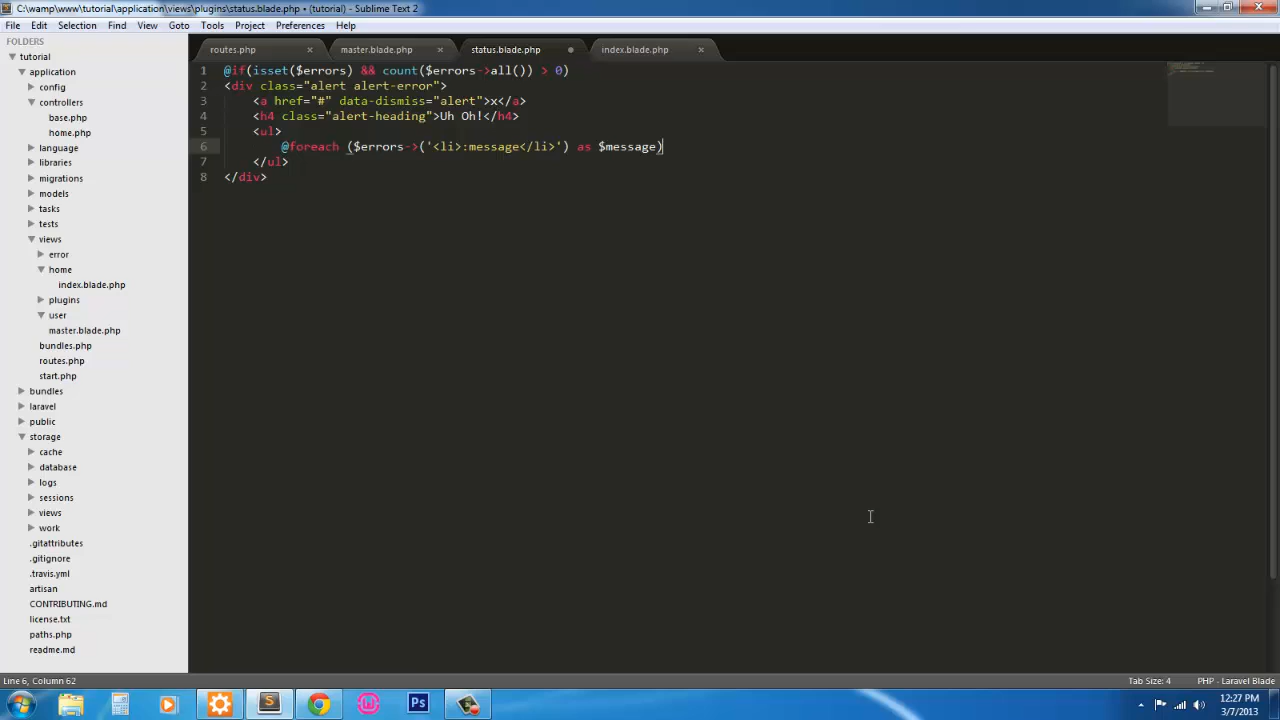 C:\wamp\www\tutorial\application\views\plugins\status.blade.php • (tutorial) - Sublime Text 2
File Edit Selection Find View Goto Tools Project Preferences Help
FOLDERS
tutorial
application
config
controllers
base.php
home.php
language
libraries
migrations
models
tasks
tests
views
error
home
index.blade.php
plugins
user
master.blade.php
bundles.php
routes.php
start.php
bundles
laravel
public
storage
cache
database
logs
sessions
views
work
.gitattributes
.gitignore
.travis.yml
artisan
CONTRIBUTING.md
license.txt
paths.php
readme.md
routes.php × master.blade.php × status.blade.php index.blade.php ×
1 @if(isset($errors) && count($errors->all()) > 0)
2 <div class="alert alert-error">
3 <a href="#" data-dismiss="alert">x</a>
4 <h4 class="alert-heading">Uh Oh!</h4>
5 <ul>
6 @foreach ($errors->('<li>:message</li>') as $message)
7 </ul>
8 </div>
Line 6, Column 62 Tab Size: 4 PHP - Laravel Blade
S Ps
12:27 PM
3/7/2013